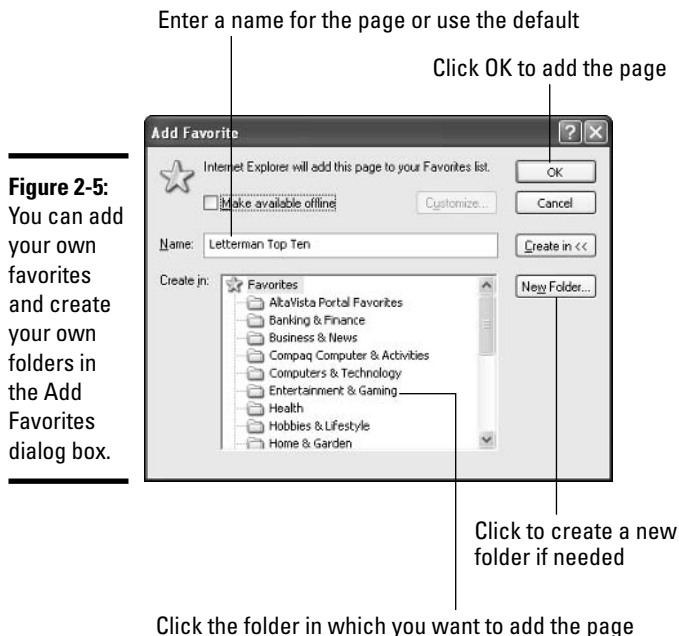 Enter a name for the page or use the default
Click OK to add the page
Add Favorite
Internet Explorer will add this page to your Favorites list.
OK
Make available offline
Customize...
Cancel
Name:
Letterman Top Ten
Create in <<
Create in:
Favorites
New Folder...
AltaVista Portal Favorites
Banking & Finance
Business & News
Compaq Computer & Activities
Computers & Technology
Entertainment & Gaming
Health
Hobbies & Lifestyle
Home & Garden
Figure 2-5:
You can add
your own
favorites
and create
your own
folders in
the Add
Favorites
dialog box.
Click to create a new
folder if needed
Click the folder in which you want to add the page